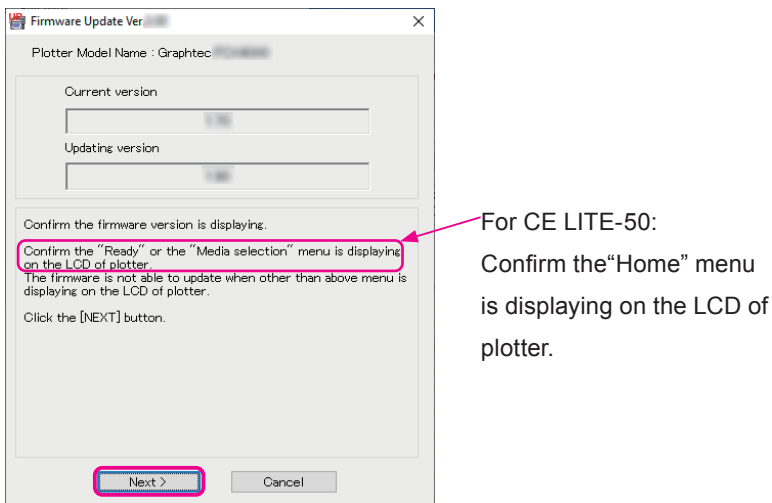 Firmware Update Ver
Plotter Model Name : Graphtec
Current version
Updating version
Confirm the firmware version is displaying.
Confirm the "Ready" or the "Media selection" menu is displaying
on the LCD of plotter.
The firmware is not able to update when other than above menu is
displaying on the LCD of plotter.
Click the [NEXT] button.
Next >
Cancel
For CE LITE-50:
Confirm the“Home” menu
is displaying on the LCD of
plotter.